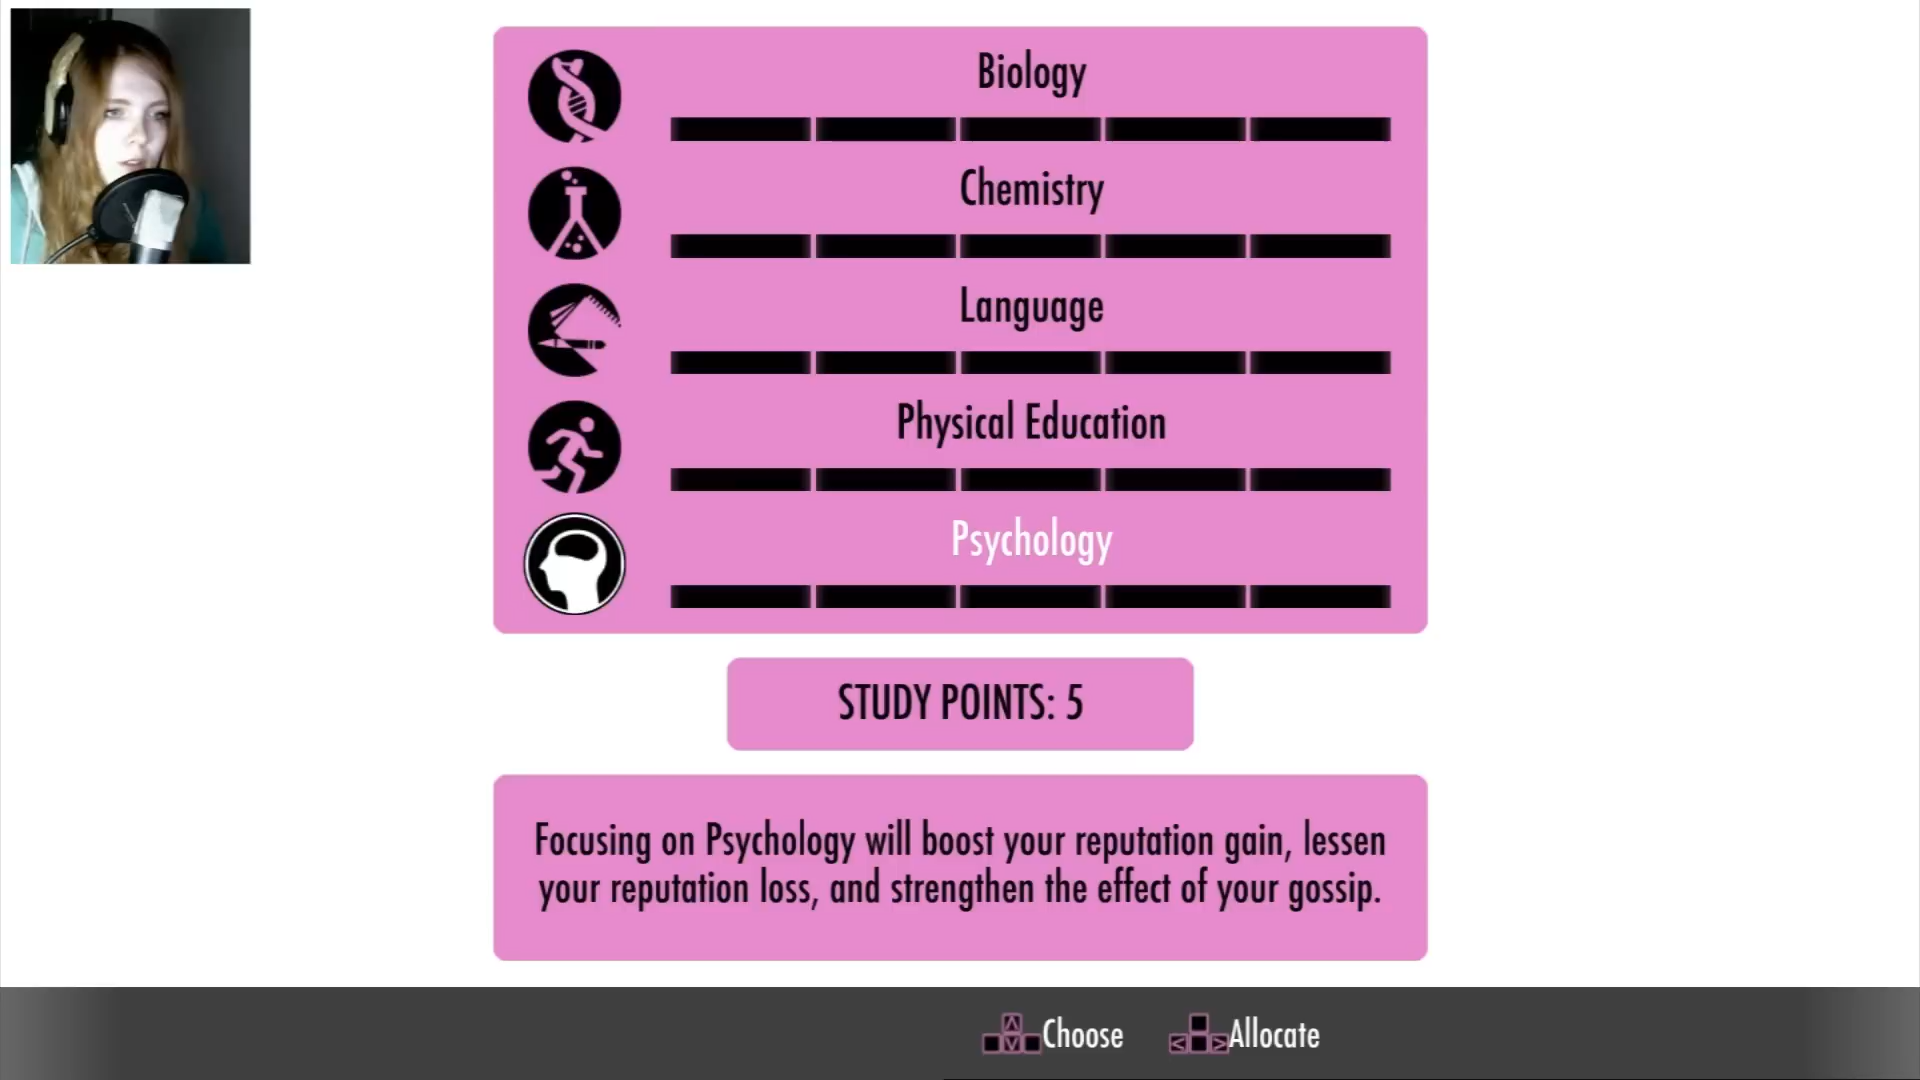 Biology
Chemistry
Language
Physical Education
Psychology
STUDY POINTS: 5
Focusing on Psychology will boost your reputation gain, lessen
your reputation loss, and strengthen the effect of your gossip.
Choose
Allocate